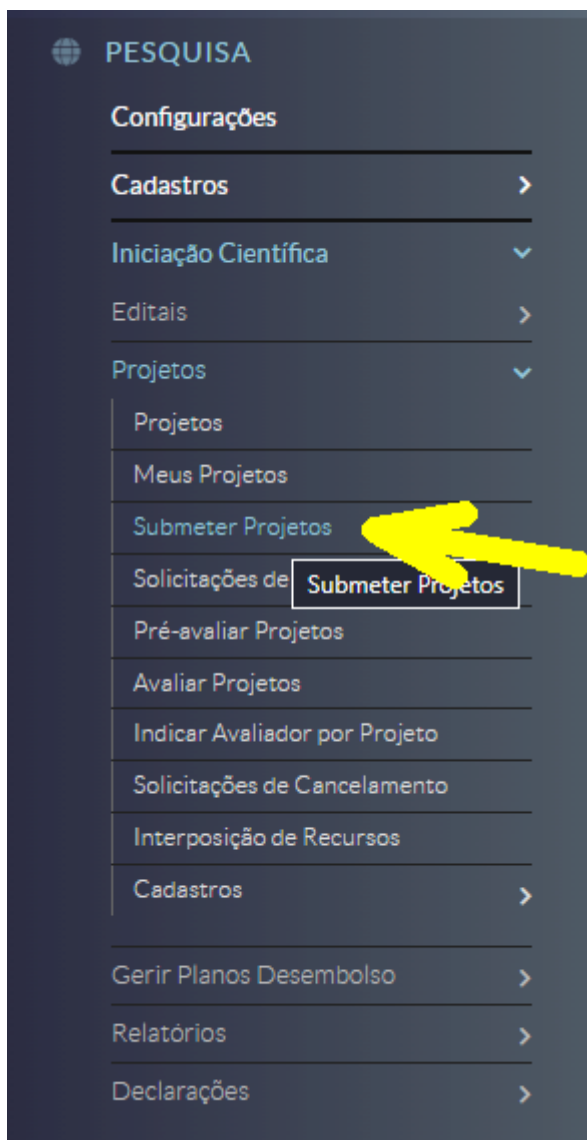 PESQUISA
Configurações
Cadastros
Iniciação Científica
Editais
Projetos
Projetos
Meus Projetos
Submeter Projetos
Solicitações de
Submeter Projetos
Pré-avaliar Projetos
Avaliar Projetos
Indicar Avaliador por Projeto
Solicitações de Cancelamento
Interposição de Recursos
Cadastros
Gerir Planos Desembolso
Relatórios
Declarações